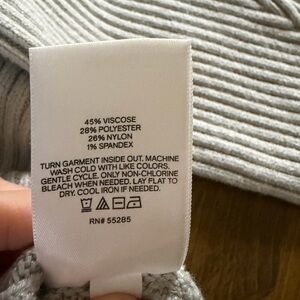 45% VISCOSE
28% POLYESTER
26% NYLON
1% SPANDEX
TURN GARMENT INSIDE OUT. MACHINE
WASH COLD WITH LIKE COLORS.
GENTLE CYCLE. ONLY NON-CHLORINE
BLEACH WHEN NEEDED. LAY FLAT TO
DRY. COOL IRON IF NEEDED.
RN# 55285